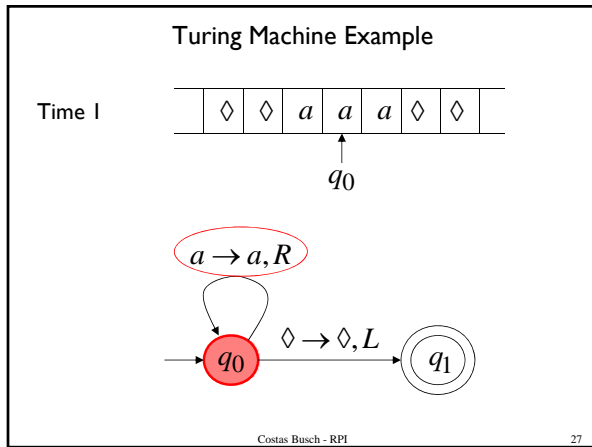 Turing Machine Example
Time 1
◊ ◊ a a a ◊ ◊
q0
a → a, R
◊ → ◊, L
q0
q1
Costas Busch - RPI
27